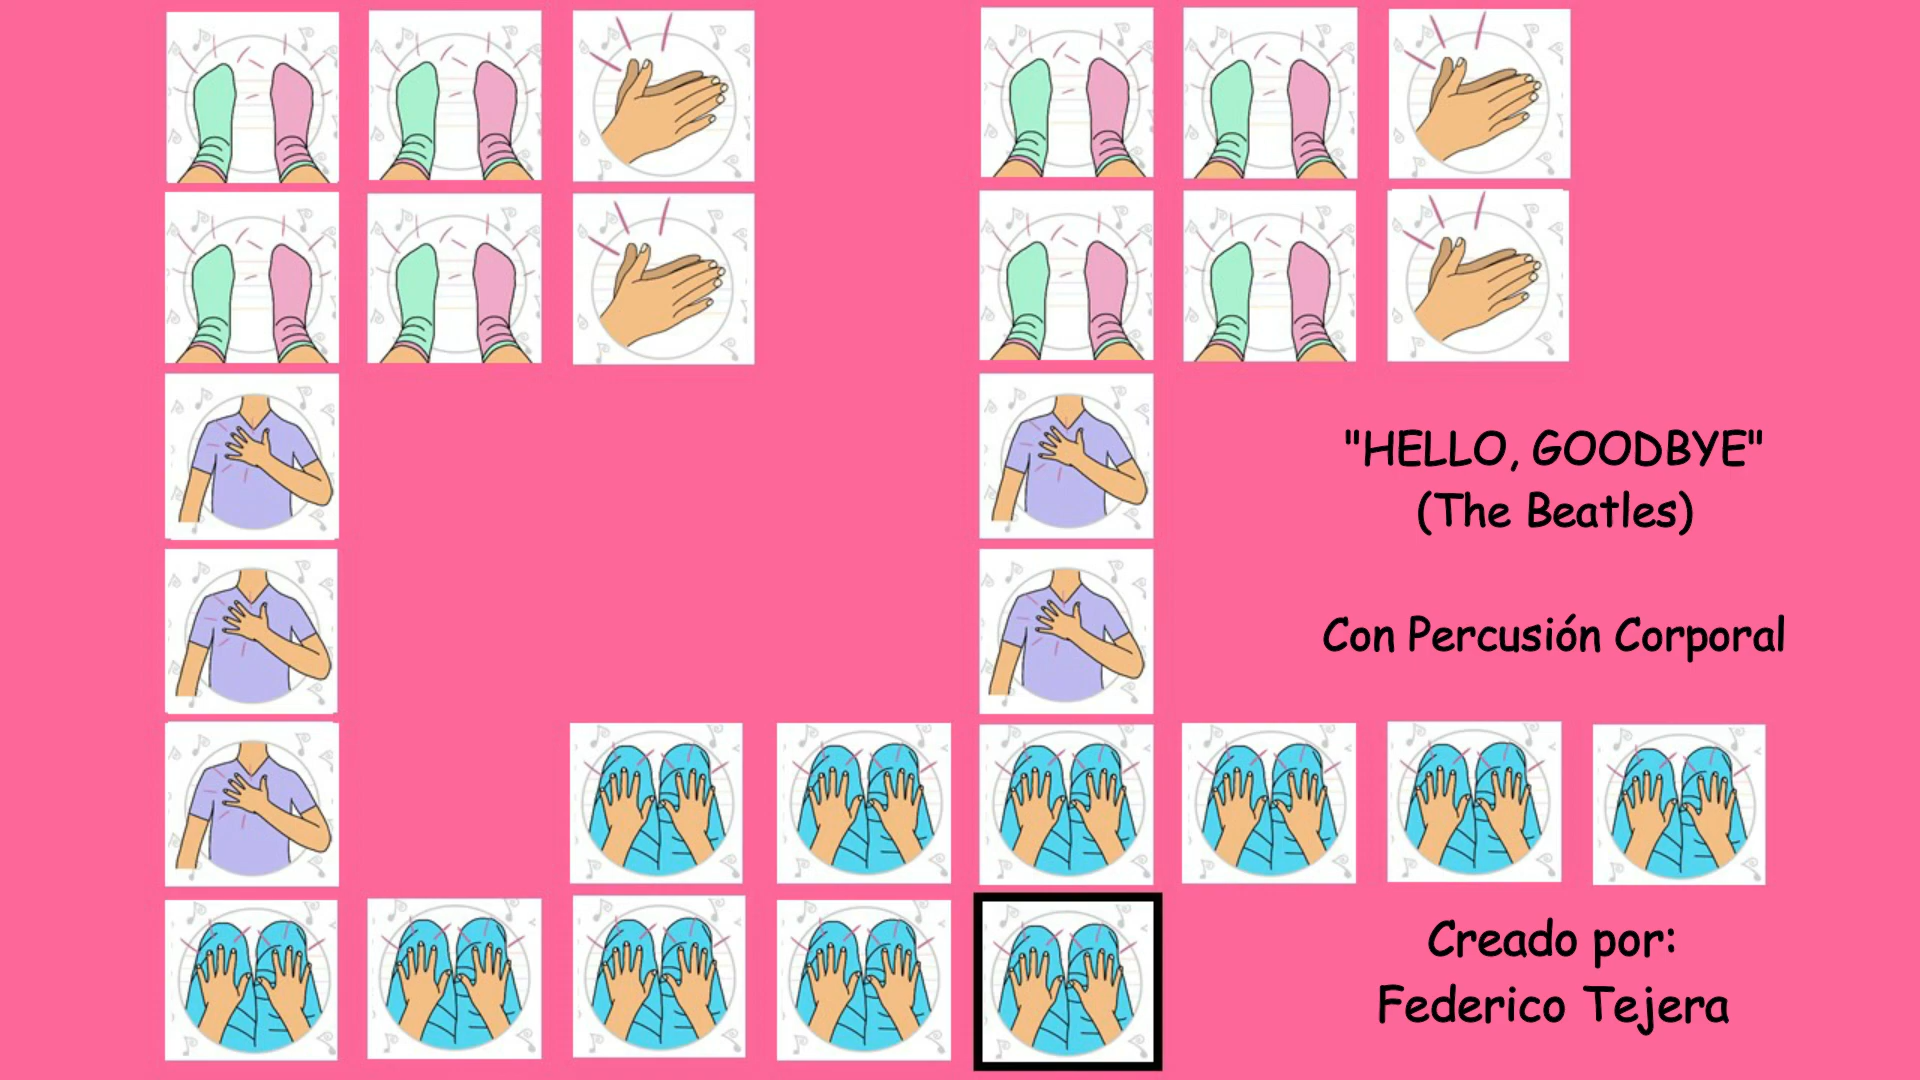 "HELLO, GOODBYE"
(The Beatles)
Con Percusión Corporal
Creado por:
Federico Tejera